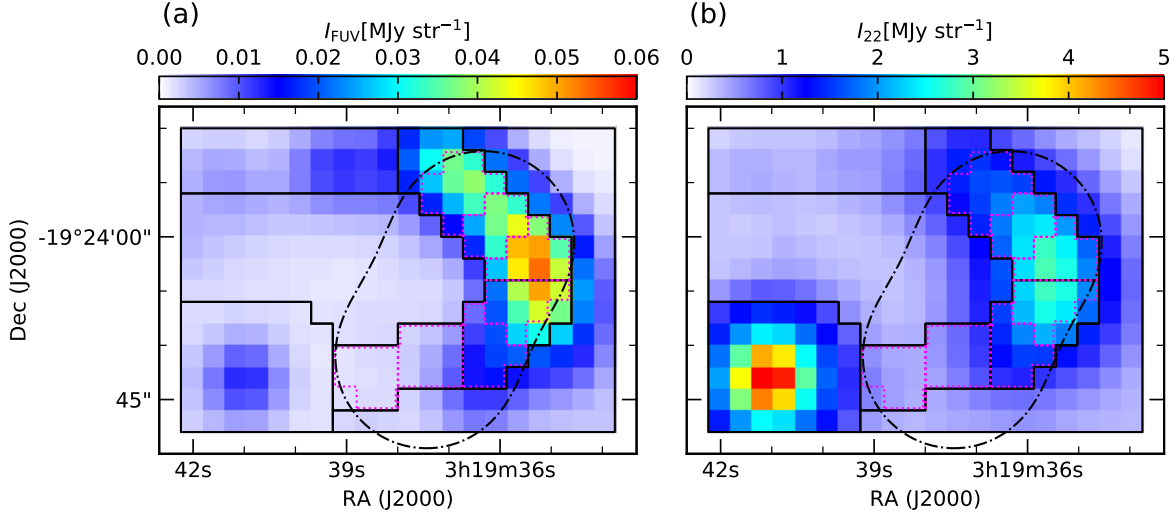 (a)
I_FUV[MJy str⁻¹]
0.00 0.01 0.02 0.03 0.04 0.05 0.06
(b)
I_22[MJy str⁻¹]
0 1 2 3 4 5
Dec (J2000)
-19°24'00"
45"
42s 39s 3h19m36s
RA (J2000)
42s 39s 3h19m36s
RA (J2000)